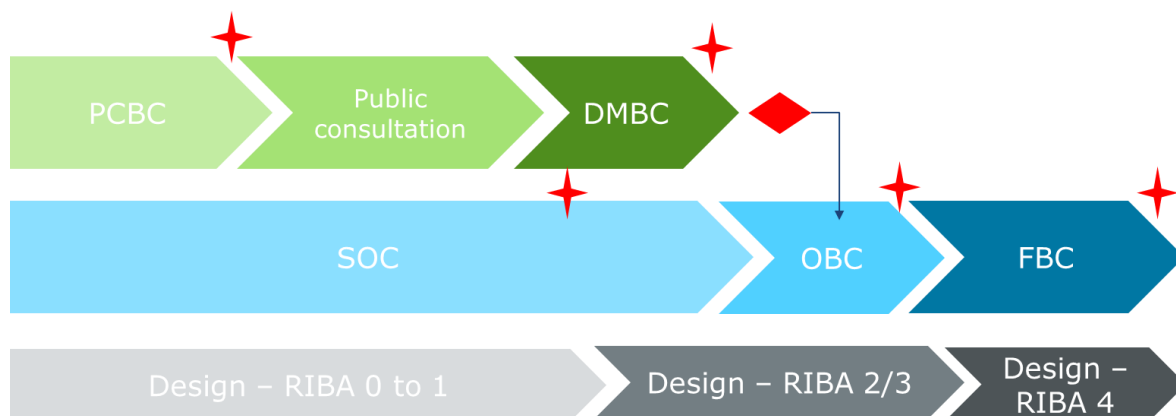 PCBC
Public
consultation
DMBC
SOC
OBC
FBC
Design – RIBA 0 to 1
Design – RIBA 2/3
Design –
RIBA 4